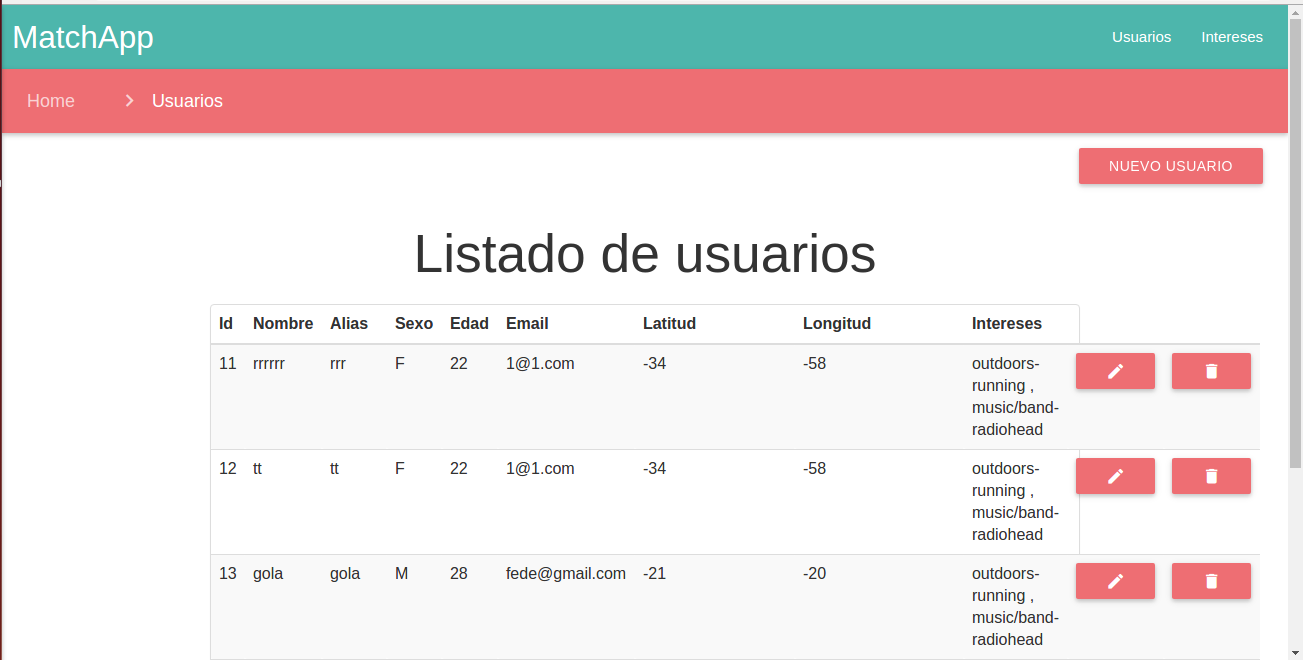 MatchApp
Usuarios Intereses
Home Usuarios
NUEVO USUARIO
Listado de usuarios
Id Nombre Alias Sexo Edad Email Latitud Longitud Intereses
11 rrrrrr rrr F 22 1@1.com -34 -58 outdoors-
running ,
music/band-
radiohead
12 tt tt F 22 1@1.com -34 -58 outdoors-
running ,
music/band-
radiohead
13 gola gola M 28 fede@gmail.com -21 -20 outdoors-
running ,
music/band-
radiohead